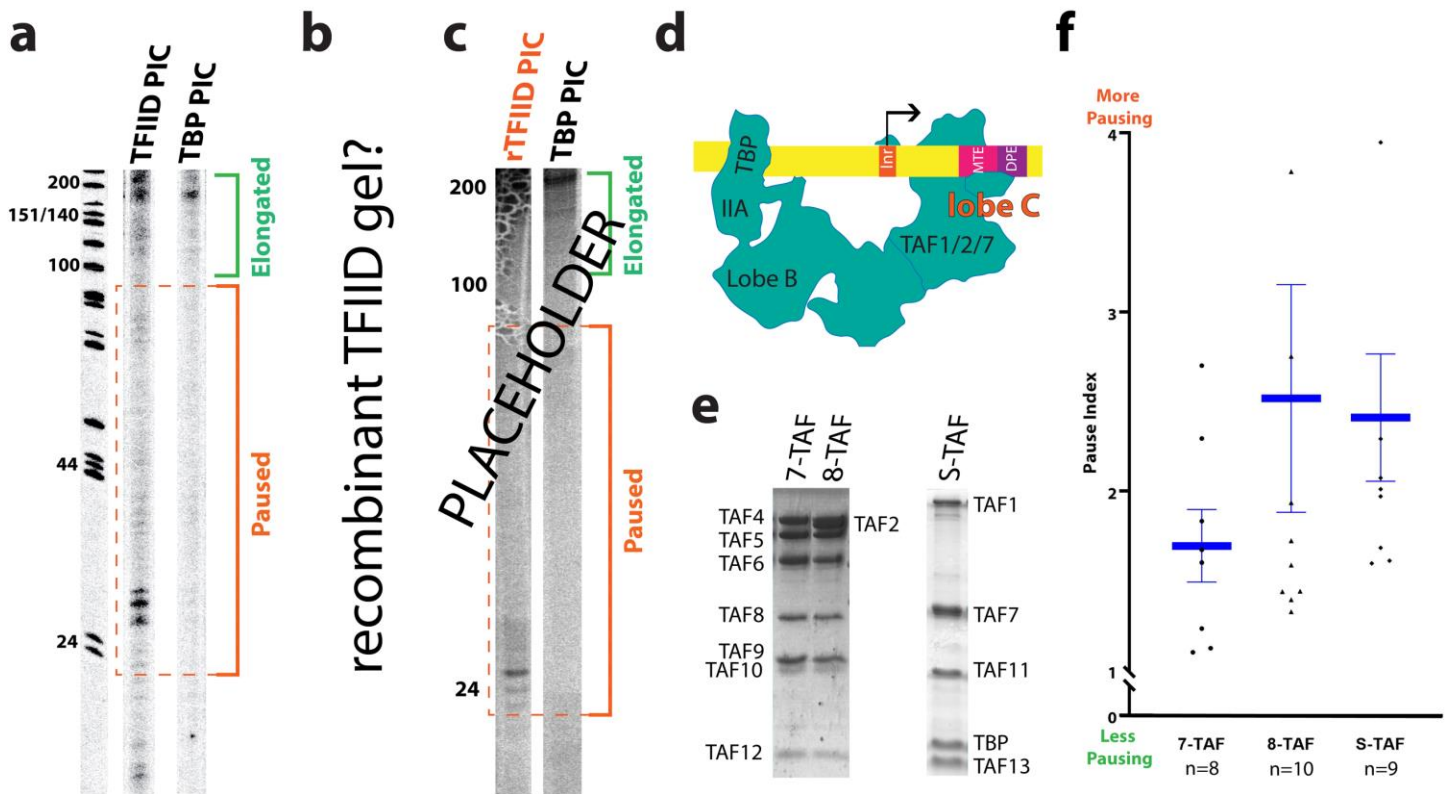 a
TFIID PIC
TBP PIC
200
151/140
100
44
24
Elongated
Paused
b
recombinant TFIID gel?
c
rTFIID PIC
TBP PIC
200
100
24
PLACEHOLDER
Elongated
Paused
d
TBP
IIA
Lobe B
Inr
MTE
DPE
lobe C
TAF1/2/7
e
7-TAF
8-TAF
TAF4
TAF5
TAF6
TAF8
TAF9
TAF10
TAF12
TAF2
S-TAF
TAF1
TAF7
TAF11
TBP
TAF13
f
More
Pausing
4
3
2
1
0
Pause Index
Less
Pausing
7-TAF
n=8
8-TAF
n=10
S-TAF
n=9